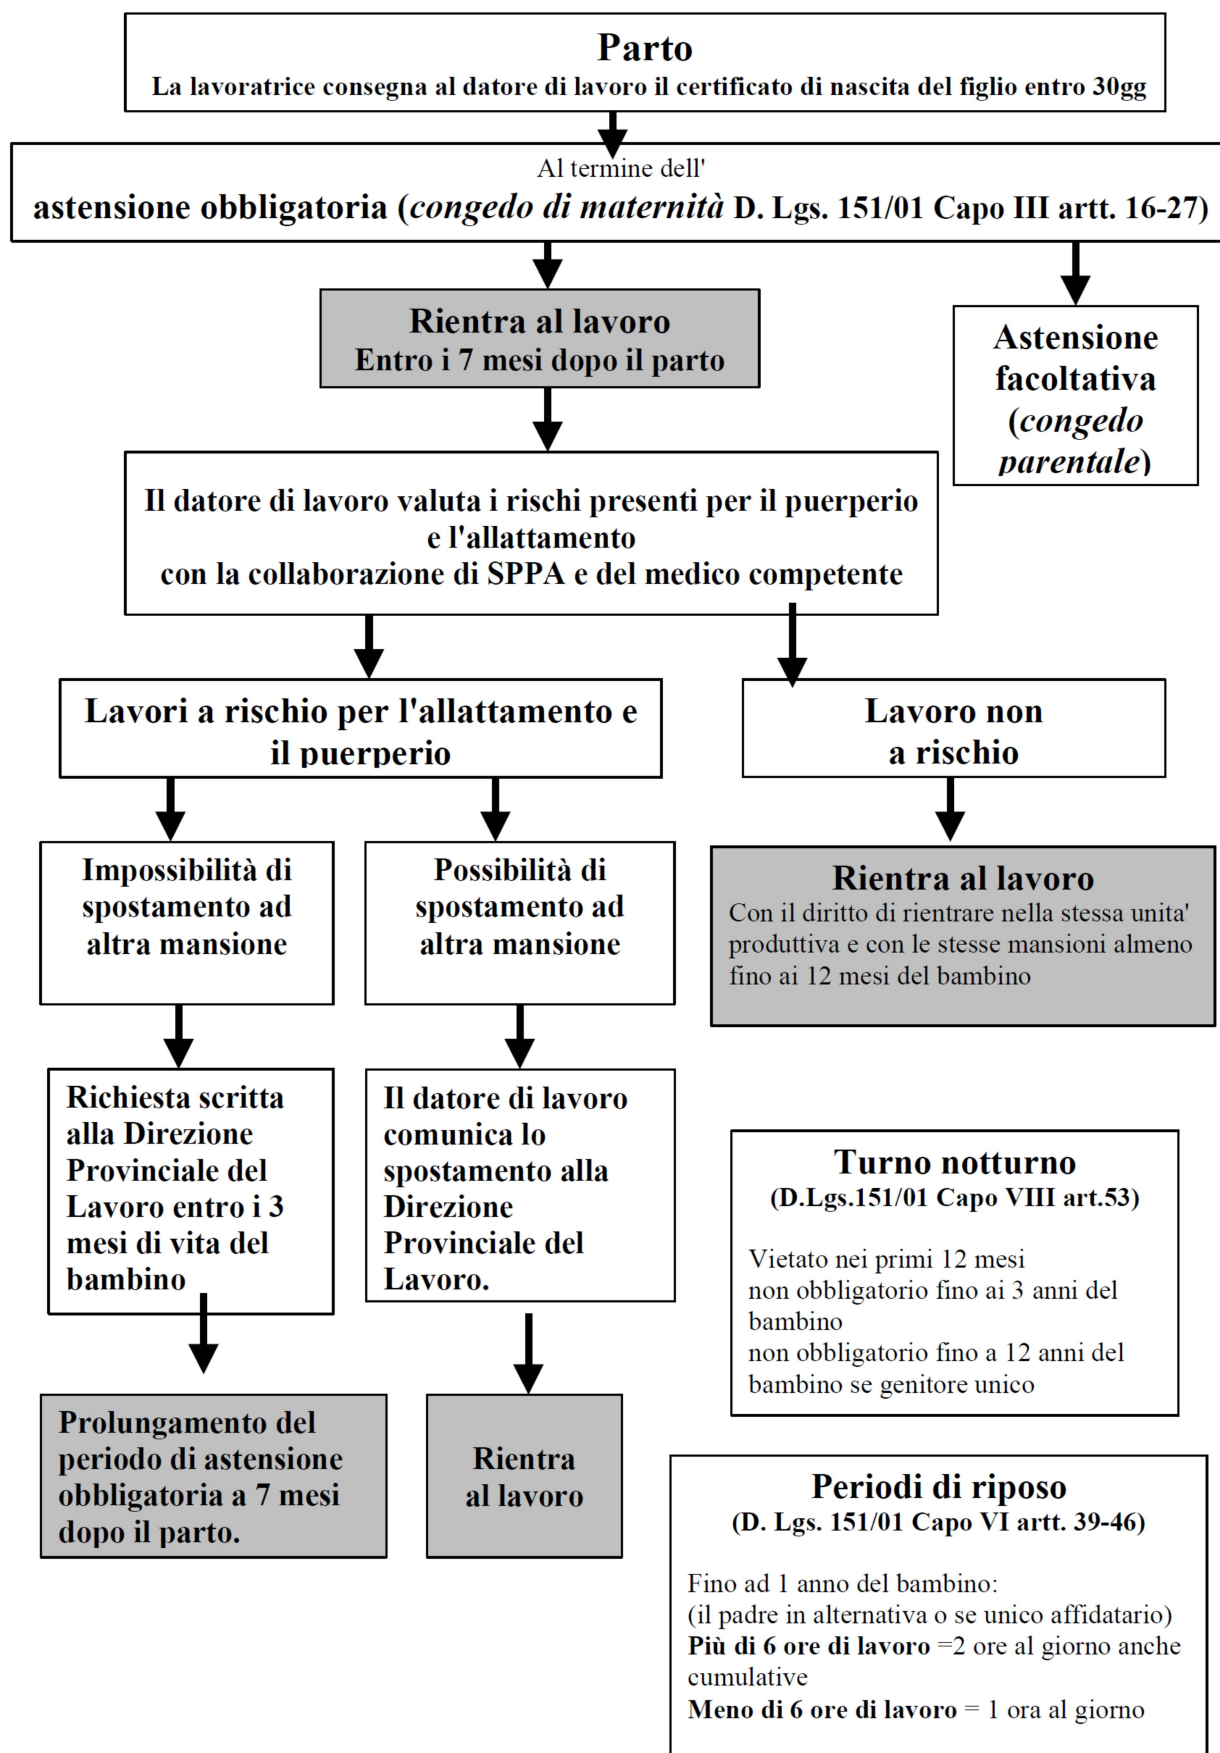 Parto
La lavoratrice consegna al datore di lavoro il certificato di nascita del figlio entro 30gg
Al termine dell'
astensione obbligatoria (congedo di maternità D. Lgs. 151/01 Capo III artt. 16-27)
Rientra al lavoro
Entro i 7 mesi dopo il parto
Astensione
facoltativa
(congedo
parentale)
Il datore di lavoro valuta i rischi presenti per il puerperio
e l'allattamento
con la collaborazione di SPPA e del medico competente
Lavori a rischio per l'allattamento e
il puerperio
Lavoro non
a rischio
Impossibilità di
spostamento ad
altra mansione
Possibilità di
spostamento ad
altra mansione
Rientra al lavoro
Con il diritto di rientrare nella stessa unita'
produttiva e con le stesse mansioni almeno
fino ai 12 mesi del bambino
Richiesta scritta
alla Direzione
Provinciale del
Lavoro entro i 3
mesi di vita del
bambino
Il datore di lavoro
comunica lo
spostamento alla
Direzione
Provinciale del
Lavoro.
Turno notturno
(D.Lgs.151/01 Capo VIII art.53)
Vietato nei primi 12 mesi
non obbligatorio fino ai 3 anni del
bambino
non obbligatorio fino a 12 anni del
bambino se genitore unico
Prolungamento del
periodo di astensione
obbligatoria a 7 mesi
dopo il parto.
Rientra
al lavoro
Periodi di riposo
(D. Lgs. 151/01 Capo VI artt. 39-46)
Fino ad 1 anno del bambino:
(il padre in alternativa o se unico affidatario)
Più di 6 ore di lavoro =2 ore al giorno anche
cumulative
Meno di 6 ore di lavoro = 1 ora al giorno